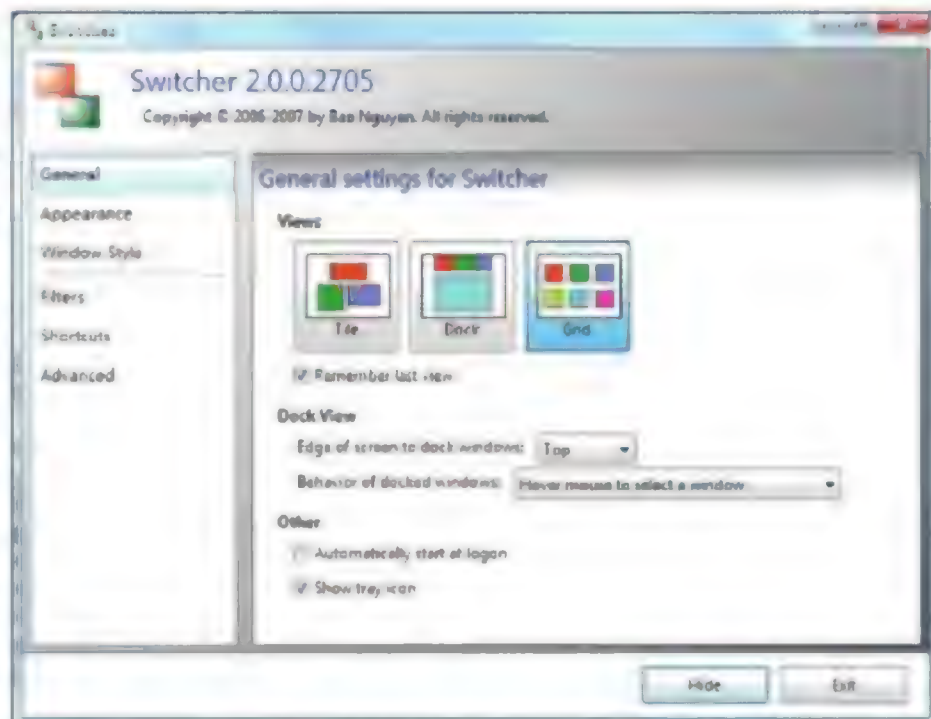 Switcher
Switcher 2.0.0.2705
Copyright © 2006-2007 by Bao Nguyen. All rights reserved.
General
Appearance
Window Style
Filters
Shortcuts
Advanced
General settings for Switcher
Views
Tile
Dock
Grid
Remember last view
Dock View
Edge of screen to dock windows: Top
Behavior of docked windows: Hover mouse to select a window
Other
Automatically start at logon
Show tray icon
Hide
Exit